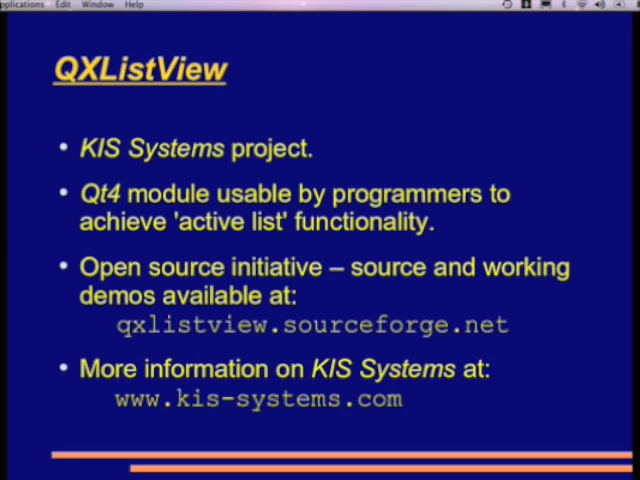 pplications Edit Window Help
QXListView
• KIS Systems project.
• Qt4 module usable by programmers to
achieve 'active list' functionality.
• Open source initiative – source and working
demos available at:
qxlistview.sourceforge.net
• More information on KIS Systems at:
www.kis-systems.com